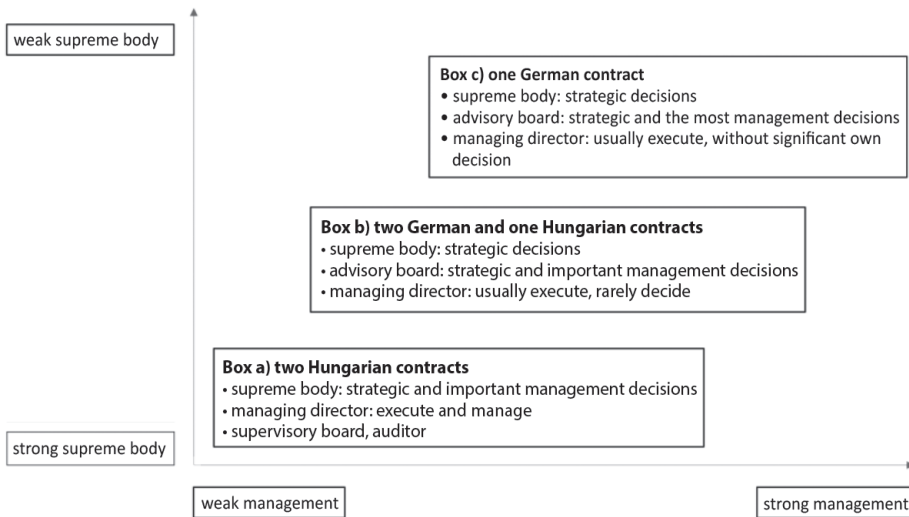 weak supreme body
Box c) one German contract
• supreme body: strategic decisions
• advisory board: strategic and the most management decisions
• managing director: usually execute, without significant own
decision
Box b) two German and one Hungarian contracts
• supreme body: strategic decisions
• advisory board: strategic and important management decisions
• managing director: usually execute, rarely decide
Box a) two Hungarian contracts
• supreme body: strategic and important management decisions
• managing director: execute and manage
• supervisory board, auditor
strong supreme body
weak management
strong management